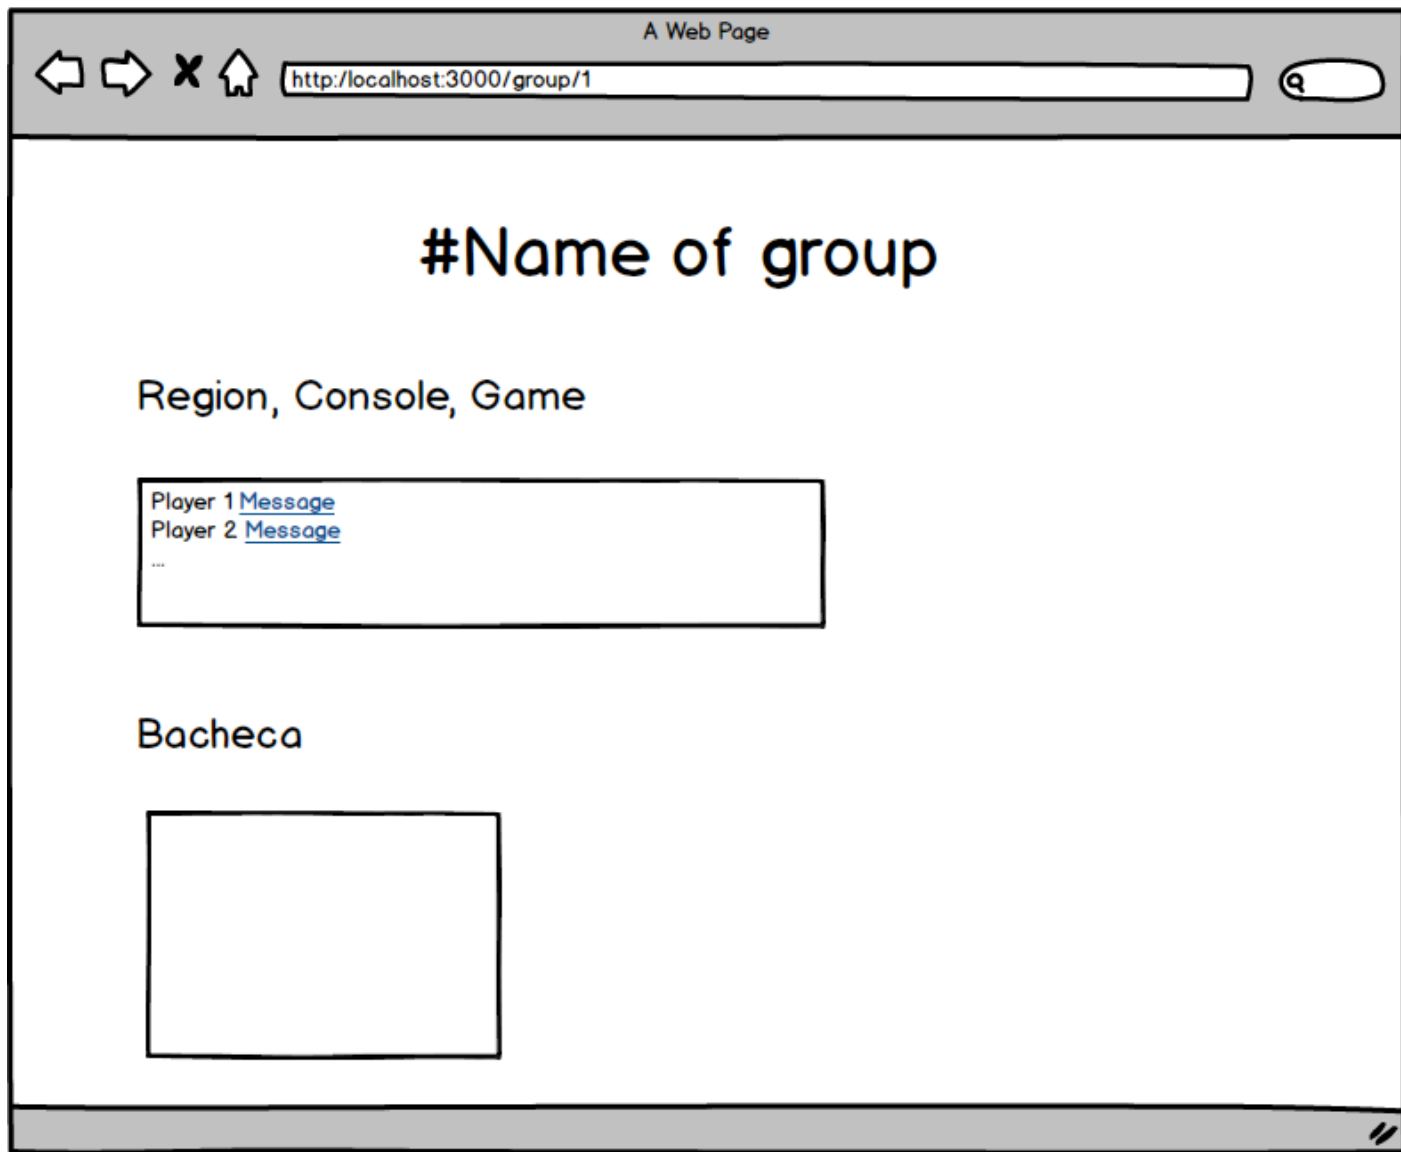 A Web Page
http:/localhost:3000/group/1
#Name of group
Region, Console, Game
Player 1 Message
Player 2 Message
...
Bacheca